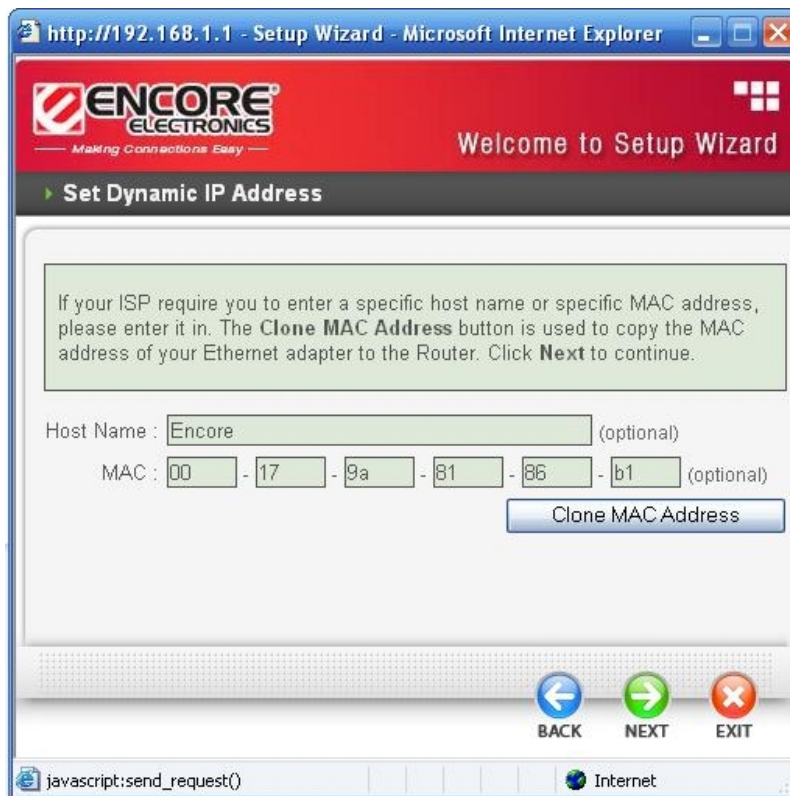 http://192.168.1.1 - Setup Wizard - Microsoft Internet Explorer
ENCORE
ELECTRONICS
Making Connections Easy
Welcome to Setup Wizard
Set Dynamic IP Address
If your ISP require you to enter a specific host name or specific MAC address,
please enter it in. The Clone MAC Address button is used to copy the MAC
address of your Ethernet adapter to the Router. Click Next to continue.
Host Name : Encore (optional)
MAC : 00 - 17 - 9a - 81 - 86 - b1 (optional)
Clone MAC Address
BACK NEXT EXIT
javascript:send_request() Internet